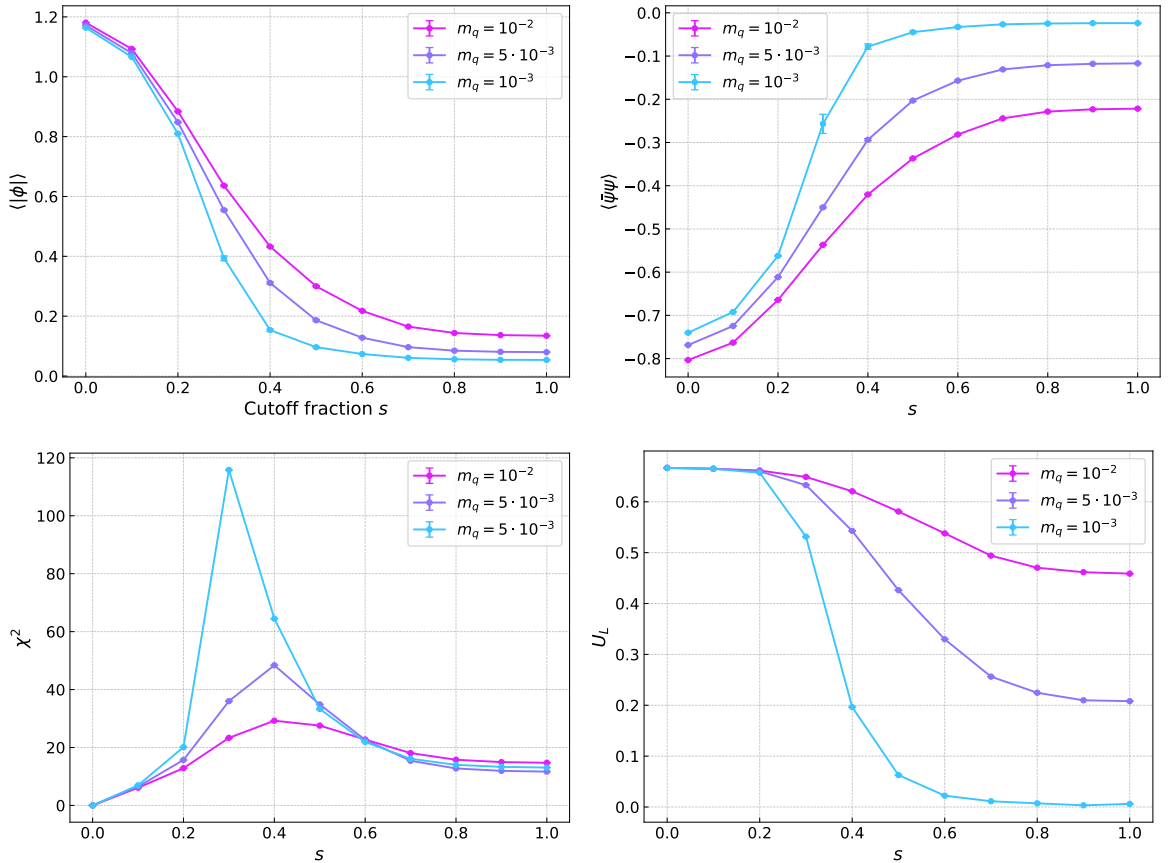 1.2
1.0
0.8
0.6
0.4
0.2
0.0
⟨|ϕ|⟩
0.0 0.2 0.4 0.6 0.8 1.0
Cutoff fraction s
m_q = 10^{-2}
m_q = 5 · 10^{-3}
m_q = 10^{-3}
0.0
−0.1
−0.2
−0.3
−0.4
−0.5
−0.6
−0.7
−0.8
⟨ψ̄ψ⟩
0.0 0.2 0.4 0.6 0.8 1.0
s
m_q = 10^{-2}
m_q = 5 · 10^{-3}
m_q = 10^{-3}
120
100
80
60
40
20
0
χ^2
0.0 0.2 0.4 0.6 0.8 1.0
s
m_q = 10^{-2}
m_q = 5 · 10^{-3}
m_q = 5 · 10^{-3}
0.6
0.5
0.4
0.3
0.2
0.1
0.0
U_L
0.0 0.2 0.4 0.6 0.8 1.0
s
m_q = 10^{-2}
m_q = 5 · 10^{-3}
m_q = 10^{-3}